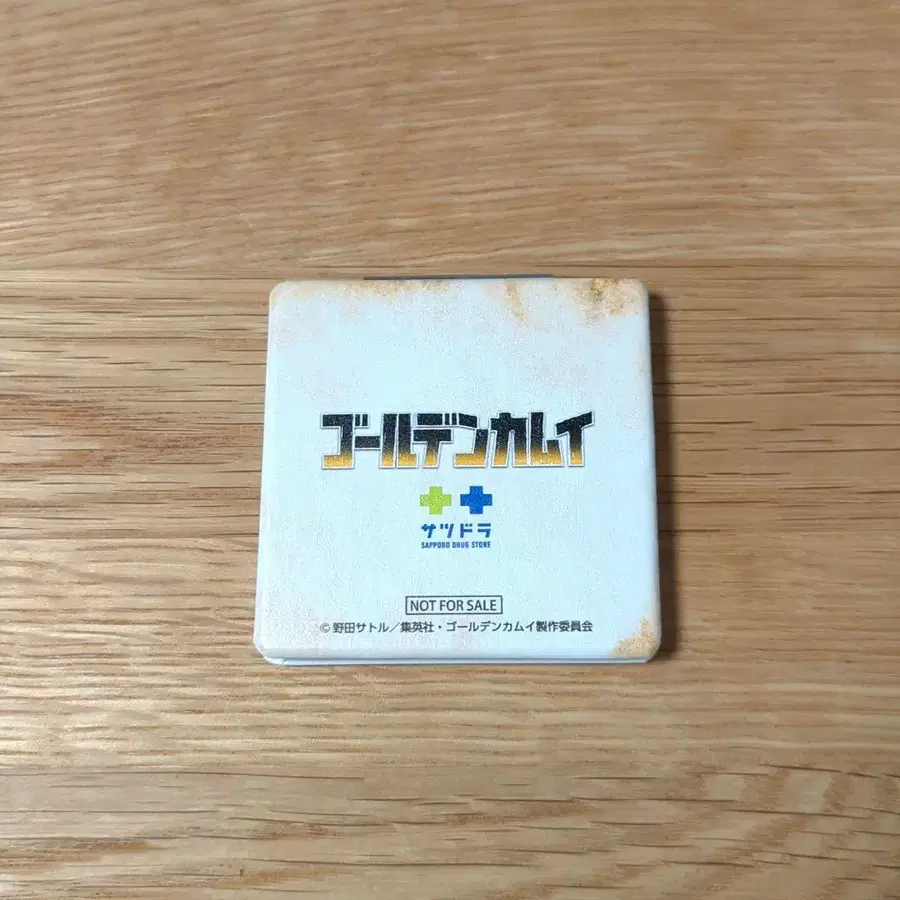 ゴールデンカムイ
サツドラ
SAPPORO DRUG STORE
NOT FOR SALE
© 野田サトル／集英社・ゴールデンカムイ製作委員会